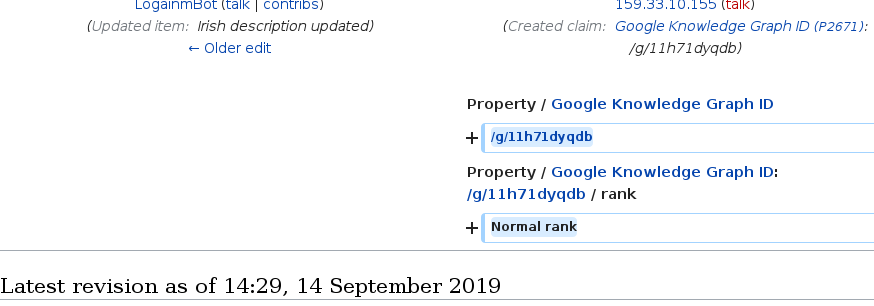 LogainmBot (talk | contribs)
(Updated item: Irish description updated)
← Older edit
159.33.10.155 (talk)
(Created claim: Google Knowledge Graph ID (P2671):
/g/11h71dyqdb)
Property / Google Knowledge Graph ID
+ /g/11h71dyqdb
Property / Google Knowledge Graph ID:
/g/11h71dyqdb / rank
+ Normal rank
Latest revision as of 14:29, 14 September 2019